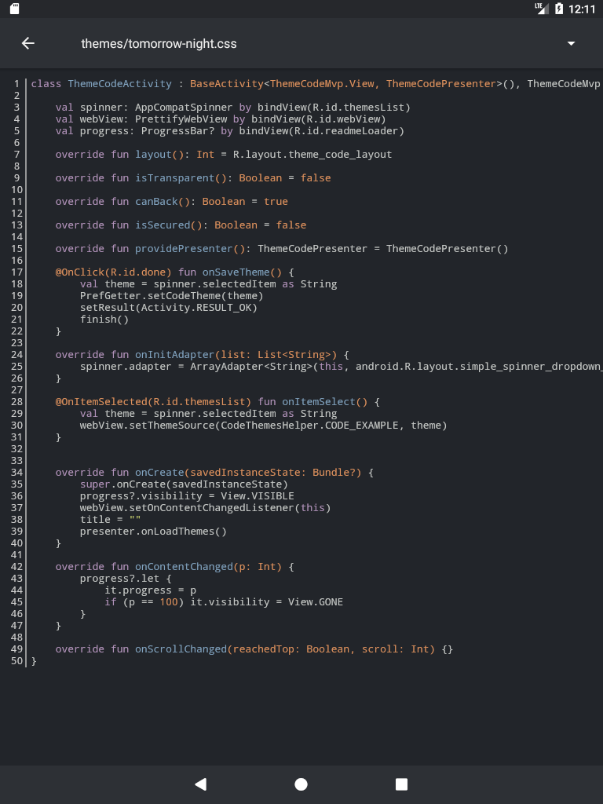 LTE 12:11
themes/tomorrow-night.css
1 class ThemeCodeActivity : BaseActivity<ThemeCodeMvp.View, ThemeCodePresenter>(), ThemeCodeMvp
2
3     val spinner: AppCompatSpinner by bindView(R.id.themesList)
4     val webView: PrettifyWebView by bindView(R.id.webView)
5     val progress: ProgressBar? by bindView(R.id.readmeLoader)
6
7     override fun layout(): Int = R.layout.theme_code_layout
8
9     override fun isTransparent(): Boolean = false
10
11     override fun canBack(): Boolean = true
12
13     override fun isSecured(): Boolean = false
14
15     override fun providePresenter(): ThemeCodePresenter = ThemeCodePresenter()
16
17     @OnClick(R.id.done) fun onSaveTheme() {
18         val theme = spinner.selectedItem as String
19         PrefGetter.setCodeTheme(theme)
20         setResult(Activity.RESULT_OK)
21         finish()
22     }
23
24     override fun onInitAdapter(list: List<String>) {
25         spinner.adapter = ArrayAdapter<String>(this, android.R.layout.simple_spinner_dropdown_
26     }
27
28     @OnItemSelected(R.id.themesList) fun onItemSelect() {
29         val theme = spinner.selectedItem as String
30         webView.setThemeSource(CodeThemesHelper.CODE_EXAMPLE, theme)
31     }
32
33
34     override fun onCreate(savedInstanceState: Bundle?) {
35         super.onCreate(savedInstanceState)
36         progress?.visibility = View.VISIBLE
37         webView.setOnContentChangedListener(this)
38         title = ""
39         presenter.onLoadThemes()
40     }
41
42     override fun onContentChanged(p: Int) {
43         progress?.let {
44             it.progress = p
45             if (p == 100) it.visibility = View.GONE
46         }
47     }
48
49     override fun onScrollChanged(reachedTop: Boolean, scroll: Int) {}
50 }